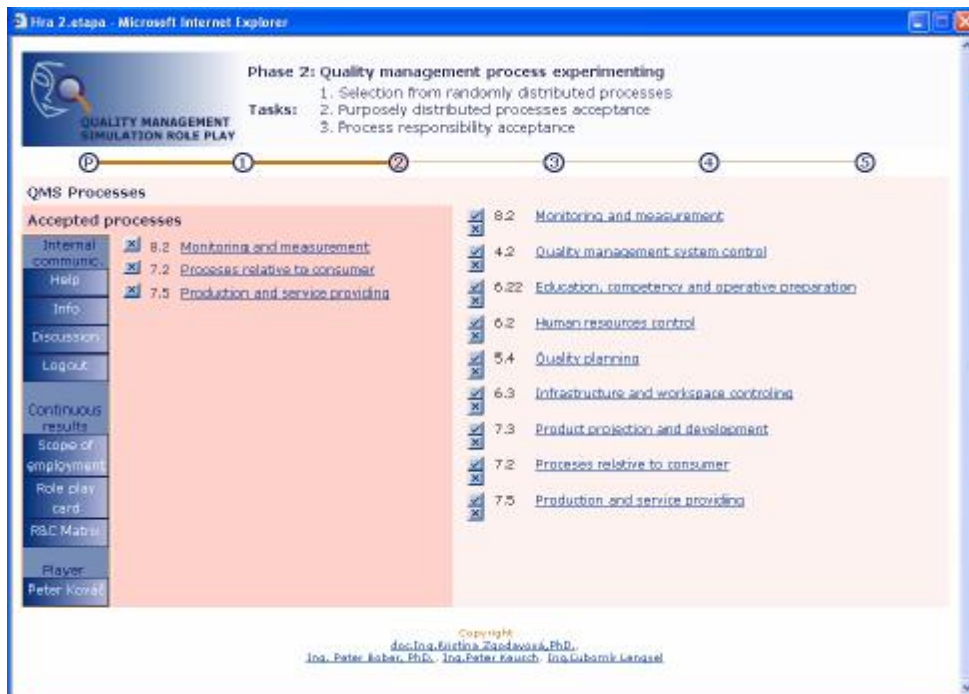 Hra 2.etapa - Microsoft Internet Explorer
Phase 2: Quality management process experimenting
Tasks:
1. Selection from randomly distributed processes
2. Purposely distributed processes acceptance
3. Process responsibility acceptance
QUALITY MANAGEMENT
SIMULATION ROLE PLAY
P 1 2 3 4 5
QMS Processes
Accepted processes
8.2 Monitoring and measurement
7.2 Proceses relative to consumer
7.5 Production and service providing
Internal
communic.
Help
Info
Discussion
Logout
Continuous
results
Scope of
employment
Role play
card
R&C Matrix
Player
Peter Kováč
8.2 Monitoring and measurement
4.2 Quality management system control
6.22 Education, competency and operative preparation
6.2 Human resources control
5.4 Quality planning
6.3 Infrastructure and workspace controling
7.3 Product projection and development
7.2 Proceses relative to consumer
7.5 Production and service providing
Copyright
doc.Ing.Kristina Zgodavová,PhD.,
Ing. Peter Bober, PhD., Ing.Peter Ing.Ľubomír Lengsel